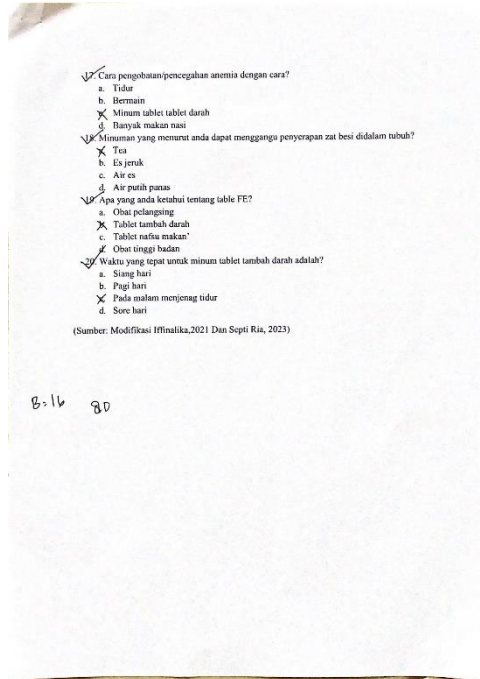 17. Cara pengobatan/pencegahan anemia dengan cara?
a. Tidur
b. Bermain
c. Minum tablet tablet darah
d. Banyak makan nasi
18. Minuman yang menurut anda dapat menggangu penyerapan zat besi didalam tubuh?
a. Tea
b. Es jeruk
c. Air es
d. Air putih panas
19. Apa yang anda ketahui tentang table FE?
a. Obat pelangsing
b. Tablet tambah darah
c. Tablet nafsu makan'
d. Obat tinggi badan
20. Waktu yang tepat untuk minum tablet tambah darah adalah?
a. Siang hari
b. Pagi hari
c. Pada malam menjenag tidur
d. Sore hari
(Sumber: Modifikasi Iffinalika,2021 Dan Septi Ria, 2023)
B=16 80